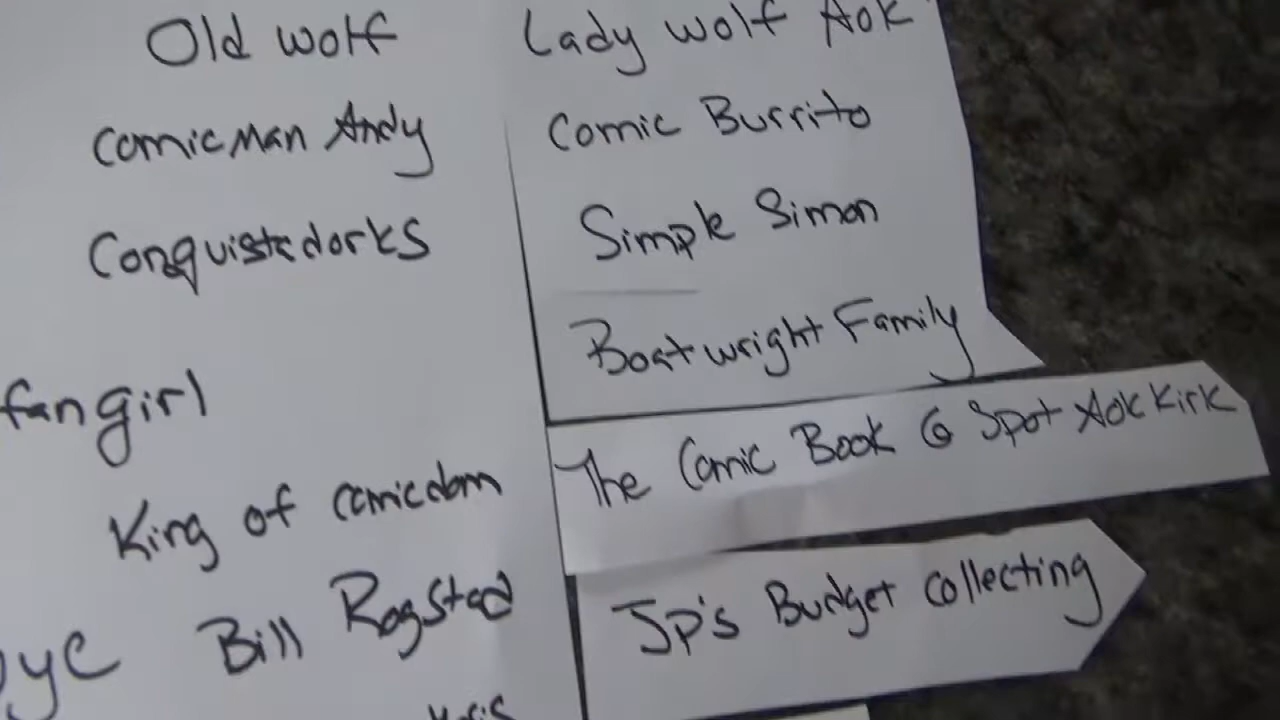 Old wolf
Lady wolf Aok
Comicman Andy
Comic Burrito
Conquistedorks
Simple Simon
Boatwright Family
fangirl
The Comic Book G Spot Aok Kirk
King of comicdom
JP's Budget collecting
Bill Rogstad